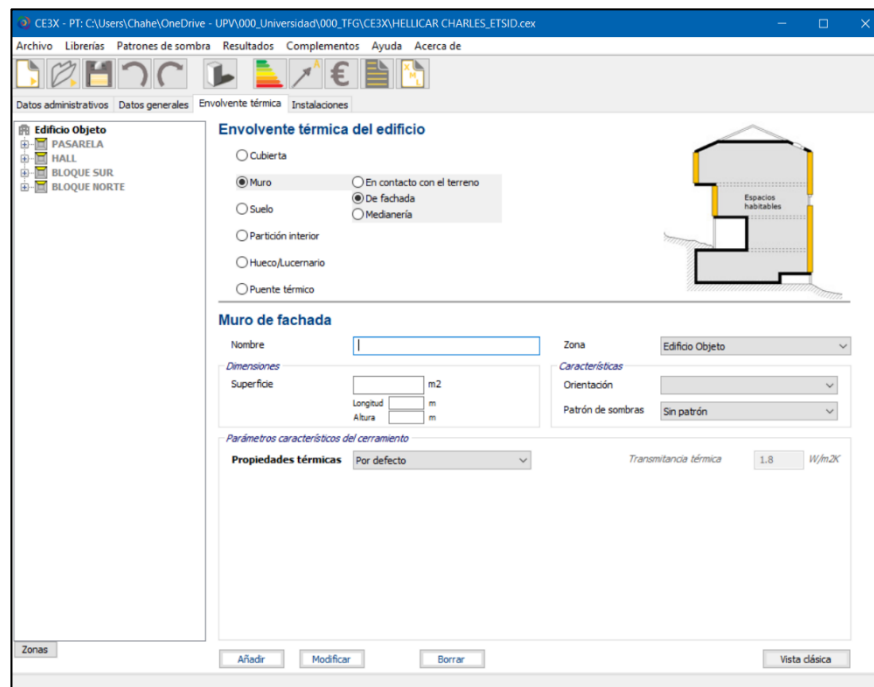 CE3X - PT: C:\Users\Chahe\OneDrive - UPV\000_Universidad\000_TFG\CE3X\HELLICAR CHARLES_ETSID.cex
Archivo Librerías Patrones de sombra Resultados Complementos Ayuda Acerca de
Datos administrativos Datos generales Envolvente térmica Instalaciones
Edificio Objeto
PASARELA
HALL
BLOQUE SUR
BLOQUE NORTE
Zonas
Envolvente térmica del edificio
Cubierta
Muro
En contacto con el terreno
De fachada
Medianería
Suelo
Partición interior
Hueco/Lucernario
Puente térmico
Espacios
habitables
Muro de fachada
Nombre
Zona Edificio Objeto
Dimensiones
Superficie m2
Longitud m
Altura m
Características
Orientación
Patrón de sombras Sin patrón
Parámetros característicos del cerramiento
Propiedades térmicas Por defecto Transmitancia térmica 1.8 W/m2K
Añadir Modificar Borrar Vista clásica